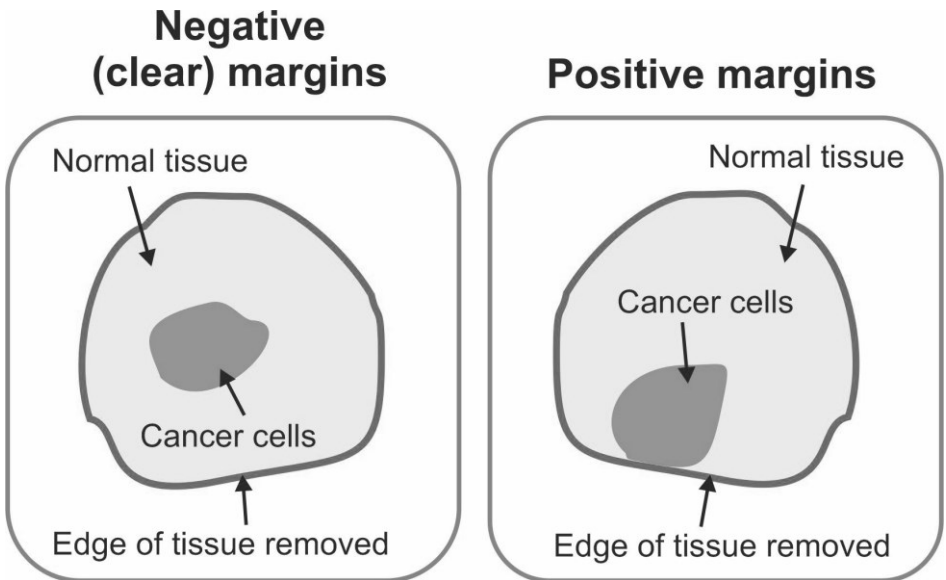 Negative
(clear) margins
Normal tissue
Cancer cells
Edge of tissue removed
Positive margins
Normal tissue
Cancer cells
Edge of tissue removed